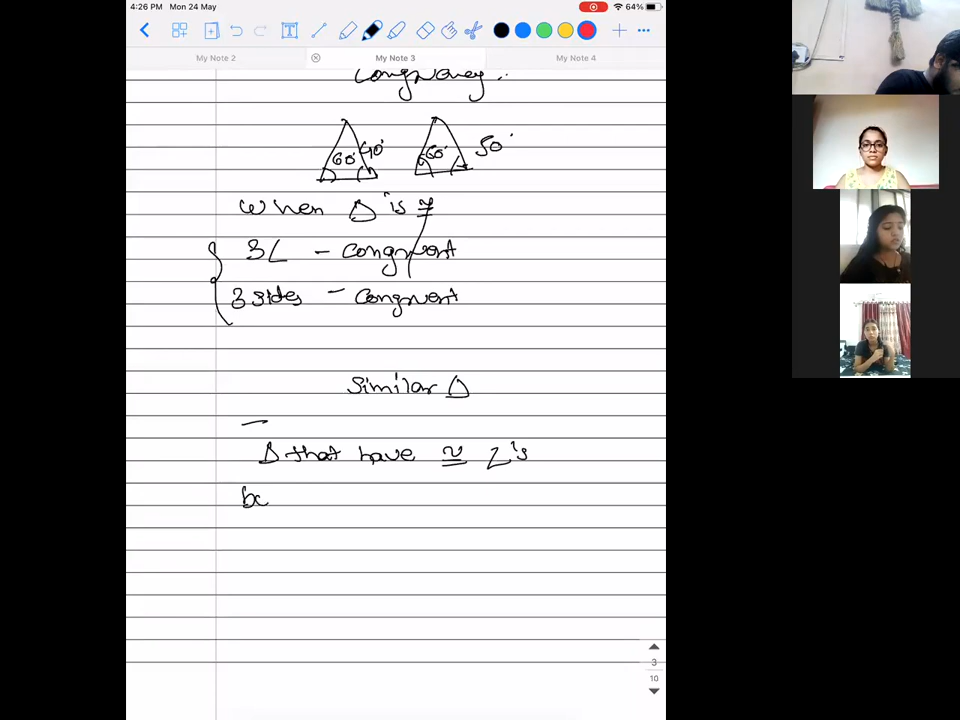 4:26 PM Mon 24 May
64%
My Note 2
My Note 3
My Note 4
Congruency
60° 40° 60° 50°
When Δ is ≅
3∠ - congruent
3 sides - congruent
Similar Δ
Δ that have ≅ ∠'s
bc
3
10